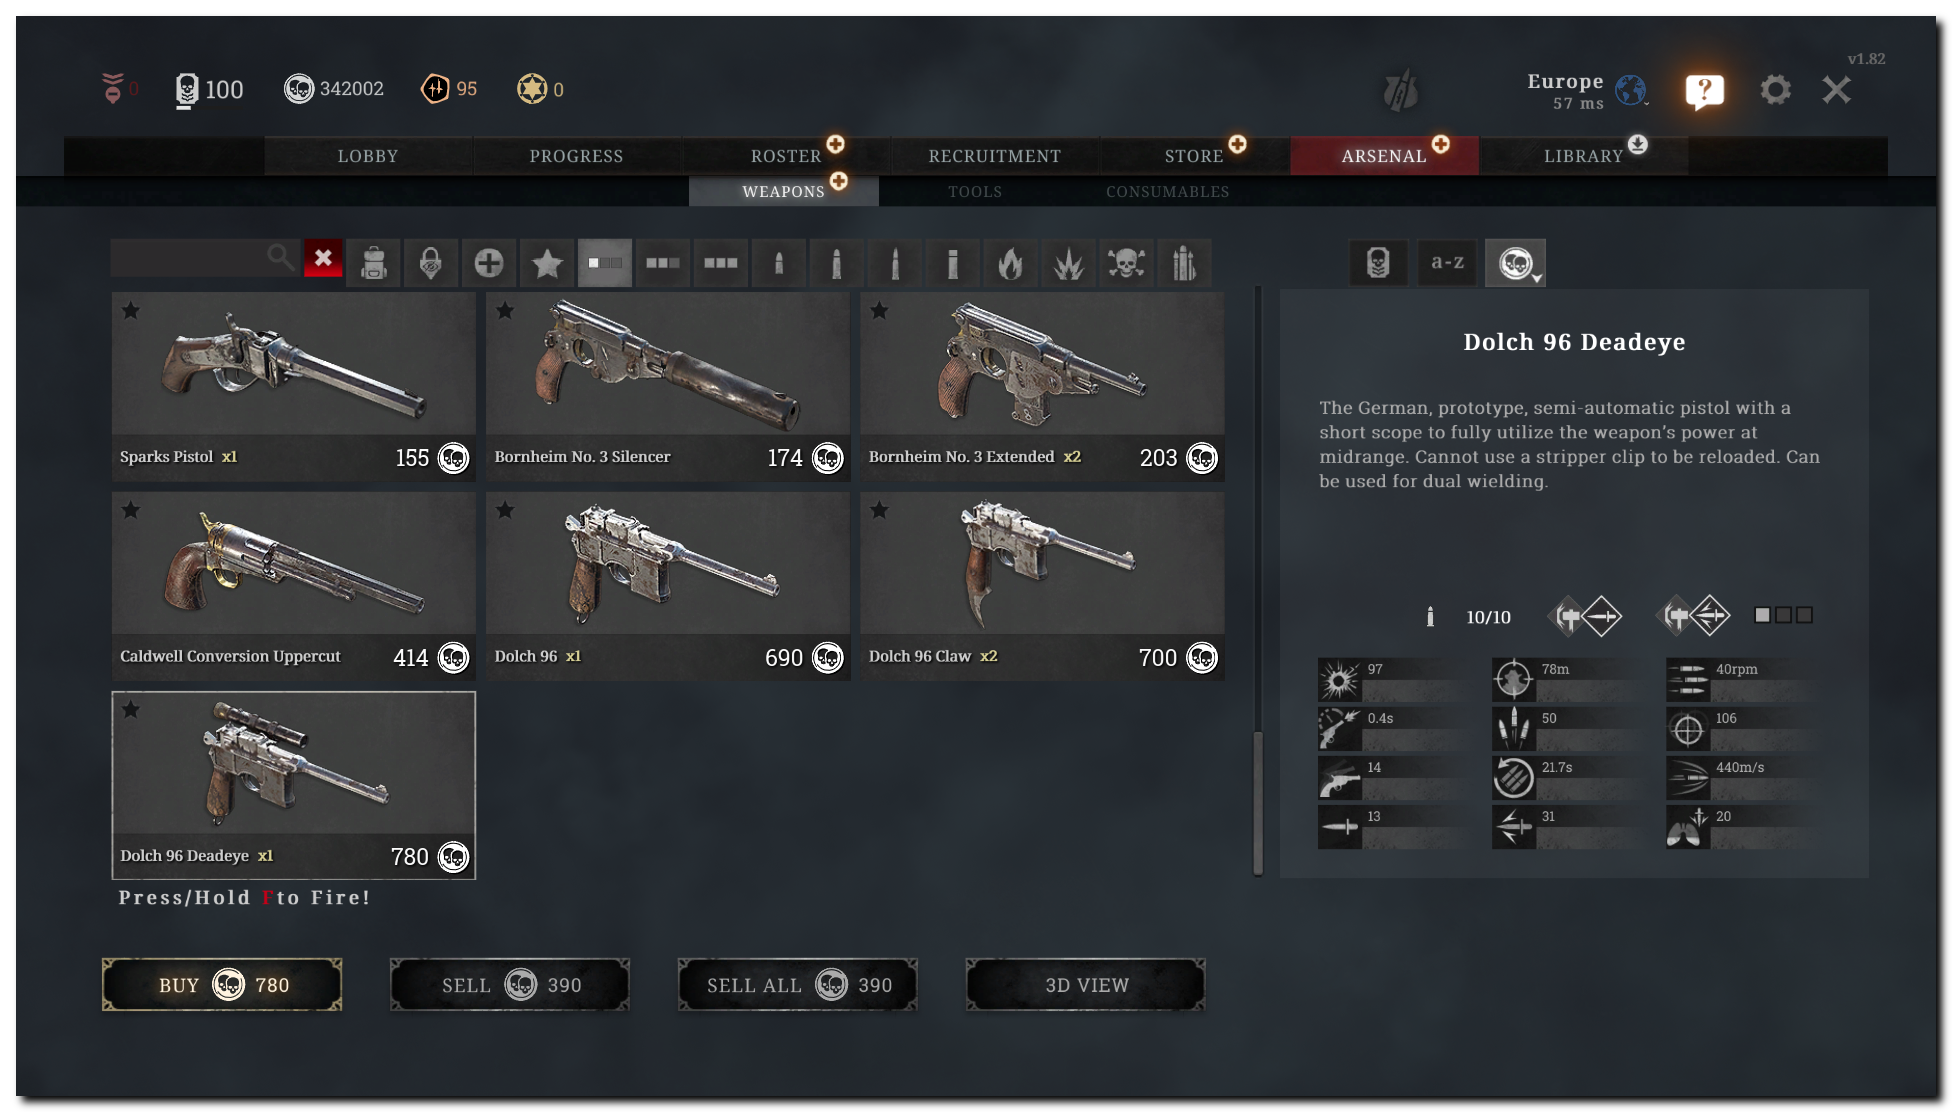 v1.82
0
100
342002
95
0
Europe
57 ms
?
LOBBY
PROGRESS
ROSTER
RECRUITMENT
STORE
ARSENAL
LIBRARY
WEAPONS
TOOLS
CONSUMABLES
a-z
Sparks Pistol x1 155
Bornheim No. 3 Silencer 174
Bornheim No. 3 Extended x2 203
Caldwell Conversion Uppercut 414
Dolch 96 x1 690
Dolch 96 Claw x2 700
Dolch 96 Deadeye x1 780
Press/Hold F to Fire!
BUY 780
SELL 390
SELL ALL 390
3D VIEW
Dolch 96 Deadeye
The German, prototype, semi-automatic pistol with a
short scope to fully utilize the weapon's power at
midrange. Cannot use a stripper clip to be reloaded. Can
be used for dual wielding.
10/10
97
78m
40rpm
0.4s
50
106
14
21.7s
440m/s
13
31
20